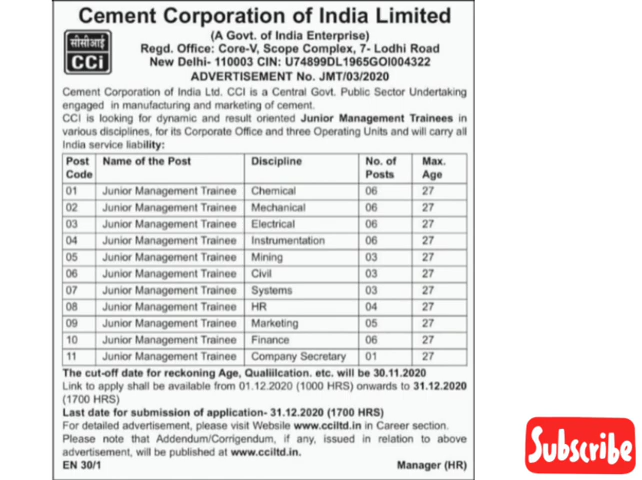 Cement Corporation of India Limited
(A Govt. of India Enterprise)
सीसीआई
CCi
Regd. Office: Core-V, Scope Complex, 7- Lodhi Road
New Delhi- 110003 CIN: U74899DL1965GOI004322
ADVERTISEMENT No. JMT/03/2020
Cement Corporation of India Ltd. CCI is a Central Govt. Public Sector Undertaking
engaged in manufacturing and marketing of cement.
CCI is looking for dynamic and result oriented Junior Management Trainees in
various disciplines, for its Corporate Office and three Operating Units and will carry all
India service liability:
Post Code Name of the Post Discipline No. of Posts Max. Age
01 Junior Management Trainee Chemical 06 27
02 Junior Management Trainee Mechanical 06 27
03 Junior Management Trainee Electrical 06 27
04 Junior Management Trainee Instrumentation 06 27
05 Junior Management Trainee Mining 03 27
06 Junior Management Trainee Civil 03 27
07 Junior Management Trainee Systems 03 27
08 Junior Management Trainee HR 04 27
09 Junior Management Trainee Marketing 05 27
10 Junior Management Trainee Finance 06 27
11 Junior Management Trainee Company Secretary 01 27
The cut-off date for reckoning Age, Qualiilcation. etc. will be 30.11.2020
Link to apply shall be available from 01.12.2020 (1000 HRS) onwards to 31.12.2020
(1700 HRS)
Last date for submission of application- 31.12.2020 (1700 HRS)
For detailed advertisement, please visit Websile www.cciltd.in in Career section.
Please note that Addendum/Corrigendum, if any, issued in relation to above
advertisement, will be published at www.cciltd.in.
EN 30/1 Manager (HR)
Subscribe